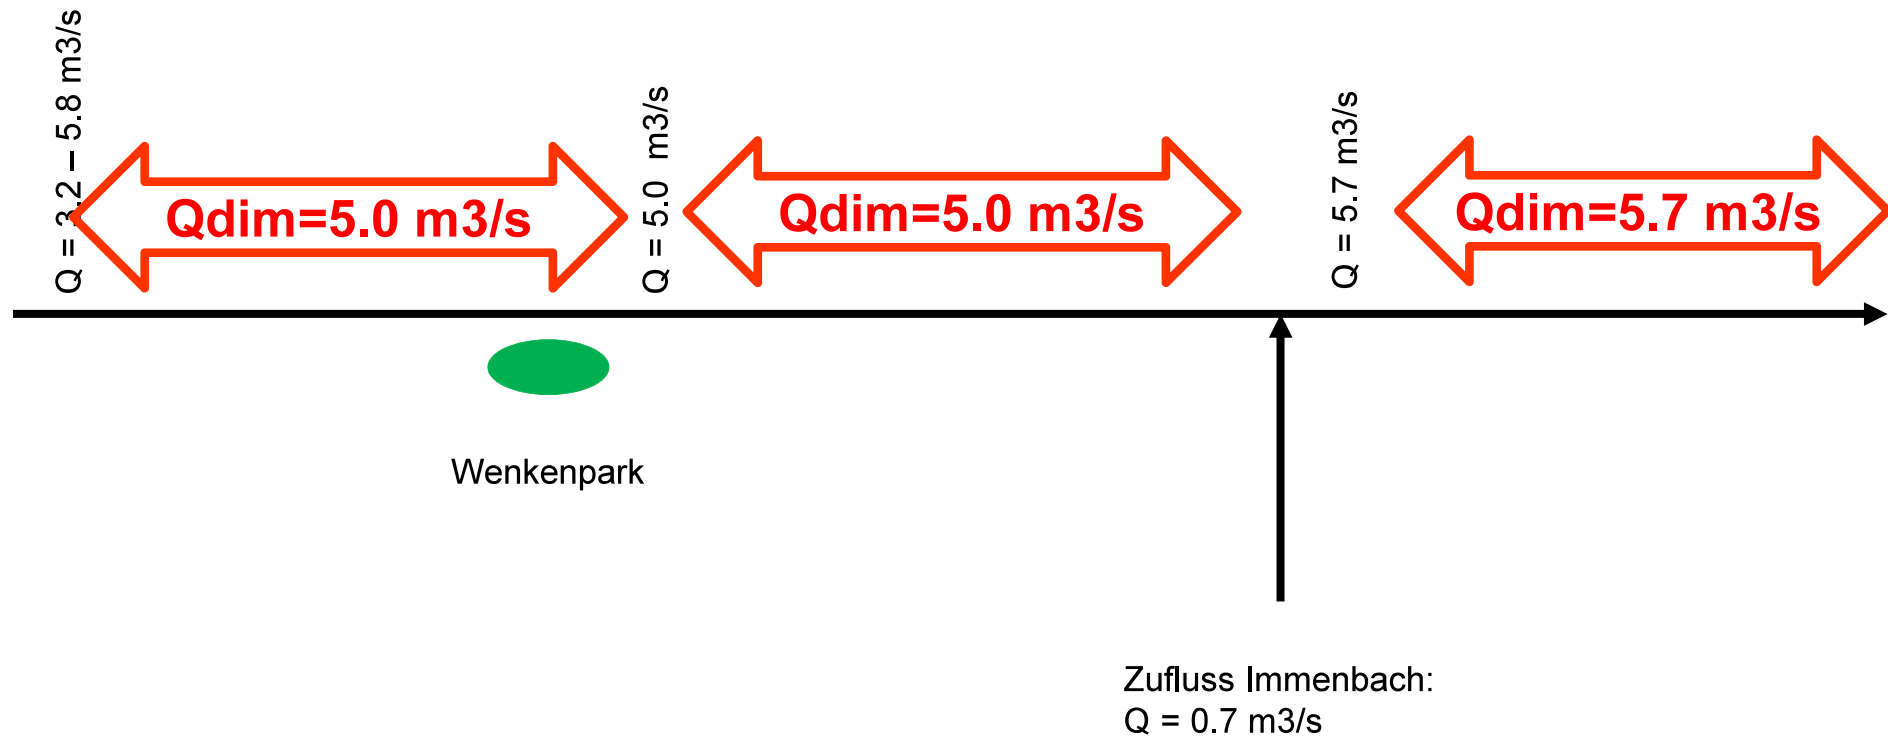 Q = 3.2 – 5.8 m3/s
Qdim=5.0 m3/s
Q = 5.0  m3/s
Qdim=5.0 m3/s
Q = 5.7 m3/s
Qdim=5.7 m3/s
Wenkenpark
Zufluss Immenbach:
Q = 0.7 m3/s